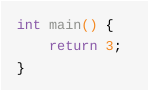 int main() {
    return 3;
}